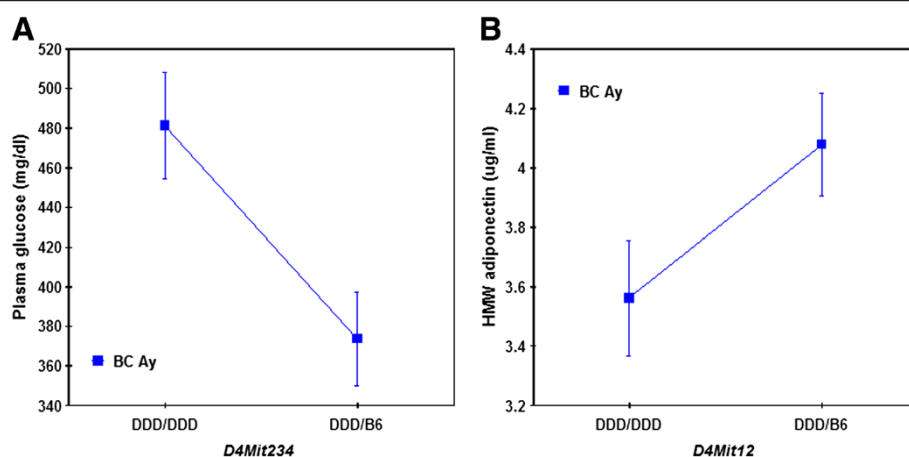 A
Plasma glucose (mg/dl)
520
500
480
460
440
420
400
380
360
340
BC Ay
DDD/DDD
DDD/B6
D4Mit234
B
HMW adiponectin (ug/ml)
4.4
4.2
4
3.8
3.6
3.4
3.2
BC Ay
DDD/DDD
DDD/B6
D4Mit12